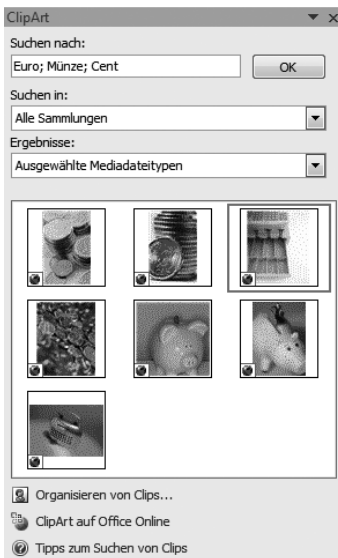 ClipArt
Suchen nach:
Euro; Münze; Cent
OK
Suchen in:
Alle Sammlungen
Ergebnisse:
Ausgewählte Mediadateitypen
Organisieren von Clips...
ClipArt auf Office Online
Tipps zum Suchen von Clips